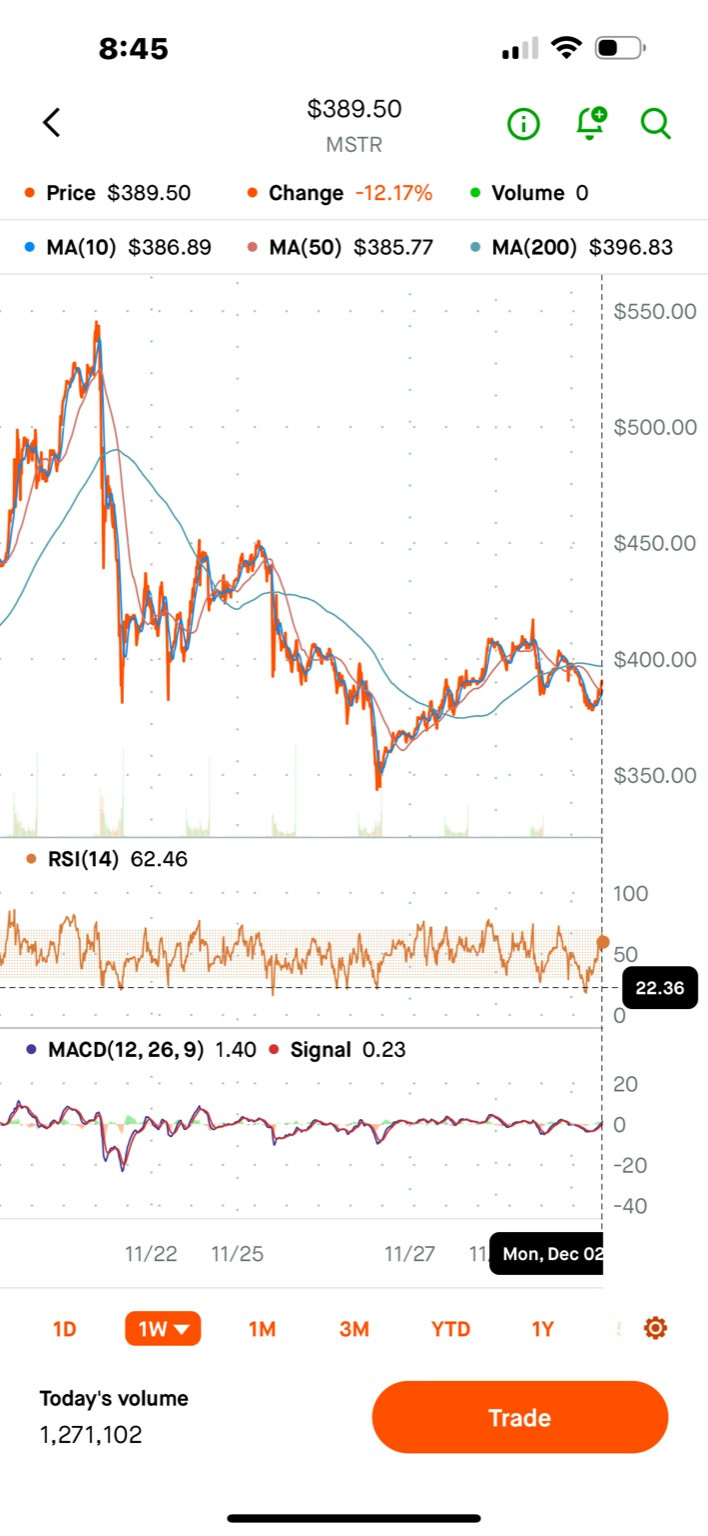 8:45
$389.50
MSTR
Price $389.50 Change -12.17% Volume 0
MA(10) $386.89 MA(50) $385.77 MA(200) $396.83
$550.00
$500.00
$450.00
$400.00
$350.00
RSI(14) 62.46
100
50
22.36
0
MACD(12, 26, 9) 1.40 Signal 0.23
20
0
-20
-40
11/22 11/25 11/27 11/ Mon, Dec 02
1D 1W 1M 3M YTD 1Y
Today's volume
1,271,102
Trade